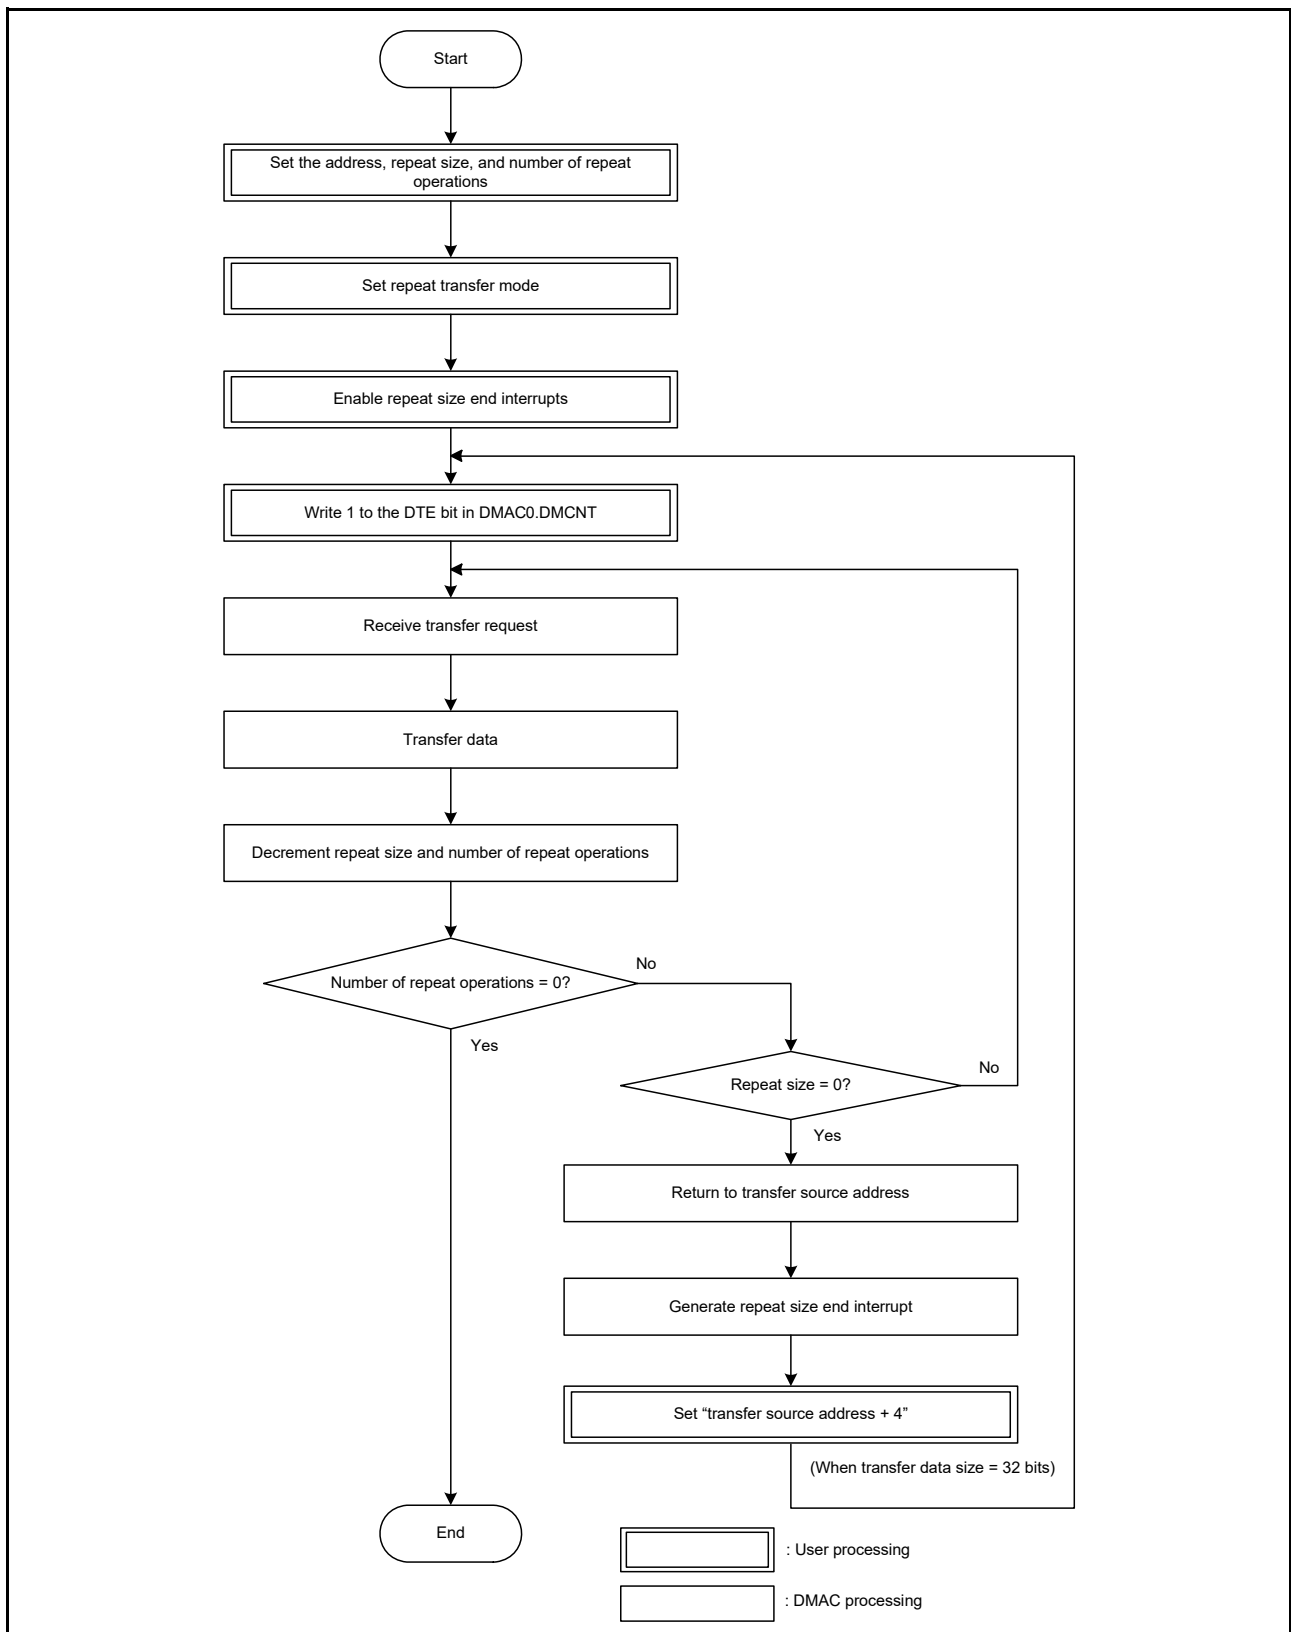 Start
Set the address, repeat size, and number of repeat
operations
Set repeat transfer mode
Enable repeat size end interrupts
Write 1 to the DTE bit in DMAC0.DMCNT
Receive transfer request
Transfer data
Decrement repeat size and number of repeat operations
No
Number of repeat operations = 0?
Yes
No
Repeat size = 0?
Yes
Return to transfer source address
Generate repeat size end interrupt
Set “transfer source address + 4”
(When transfer data size = 32 bits)
End
: User processing
: DMAC processing